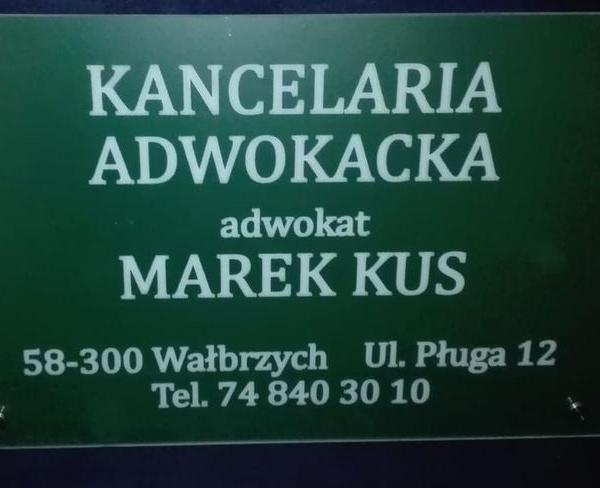 KANCELARIA
ADWOKACKA
adwokat
MAREK KUS
58-300 Wałbrzych Ul. Pługa 12
Tel. 74 840 30 10